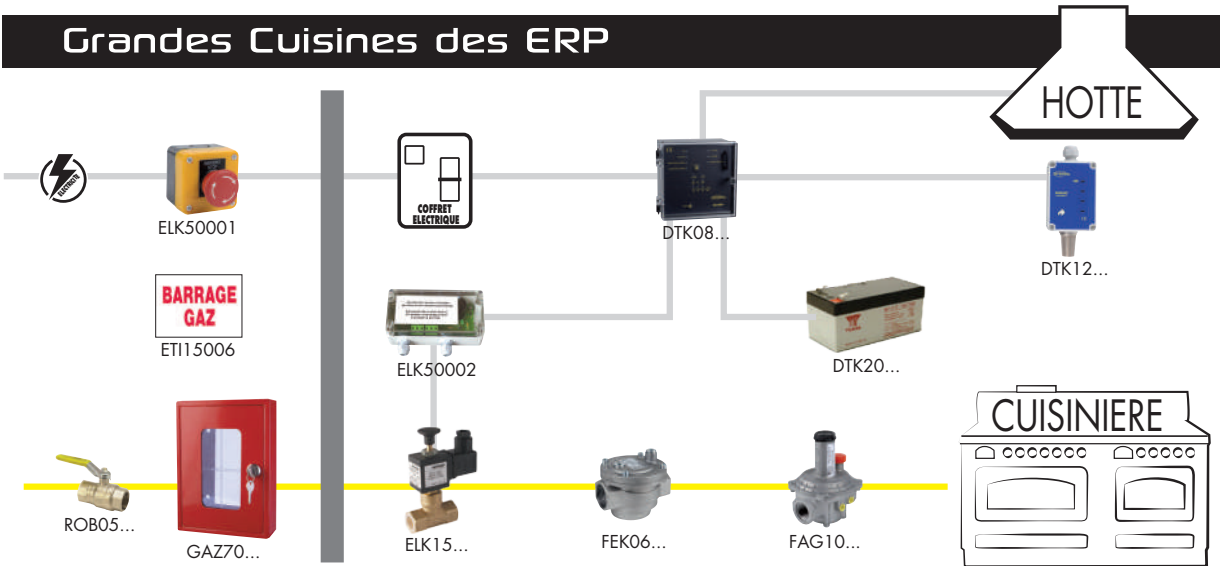 Grandes Cuisines des ERP
HOTTE
ELECTRICITE
COFFRET
ELECTRIQUE
ELK50001
DTK08...
DTK12...
BARRAGE
GAZ
ETI15006
ELK50002
DTK20...
CUISINIERE
ROB05...
GAZ70...
ELK15...
FEK06...
FAG10...